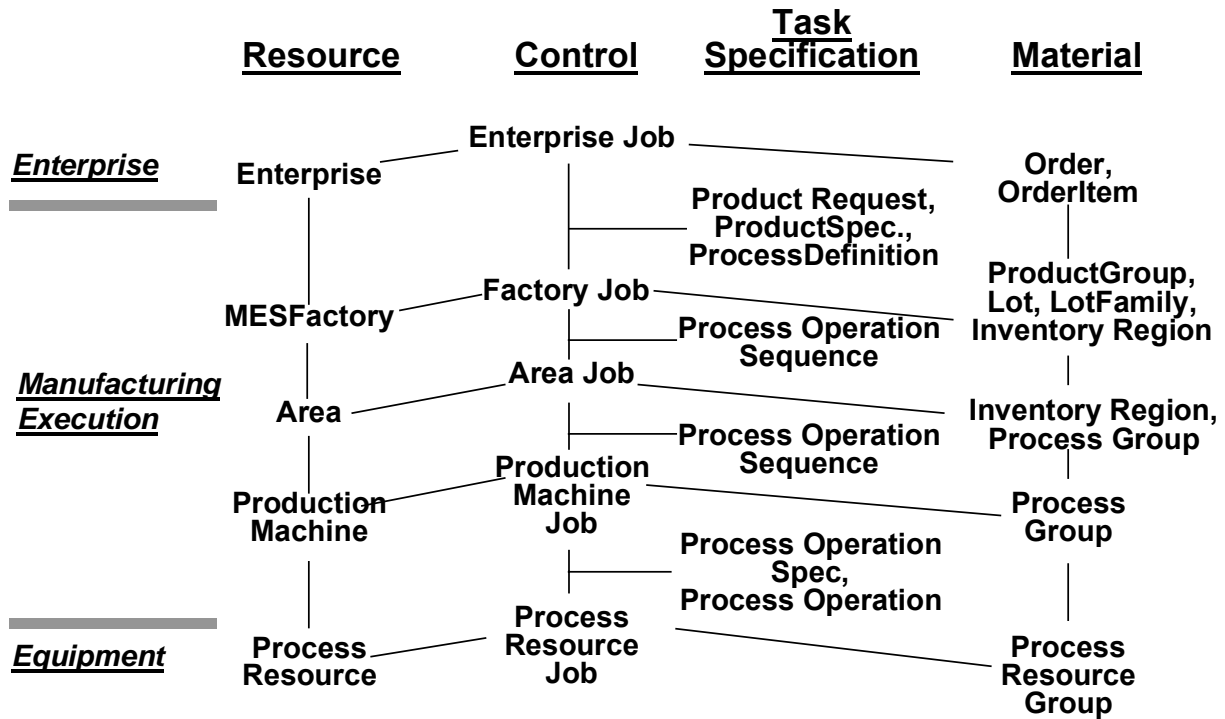 Task
Resource Control Specification Material
Enterprise Job
Enterprise
Enterprise
Order,
OrderItem
Product Request,
ProductSpec.,
ProcessDefinition
ProductGroup,
Lot, LotFamily,
Inventory Region
Factory Job
MESFactory
Process Operation
Sequence
Area Job
Manufacturing
Execution
Area
Inventory Region,
Process Group
Process Operation
Sequence
Production
Machine
Job
Production
Machine
Process
Group
Process Operation
Spec,
Process Operation
Process
Resource
Job
Equipment
Process
Resource
Process
Resource
Group